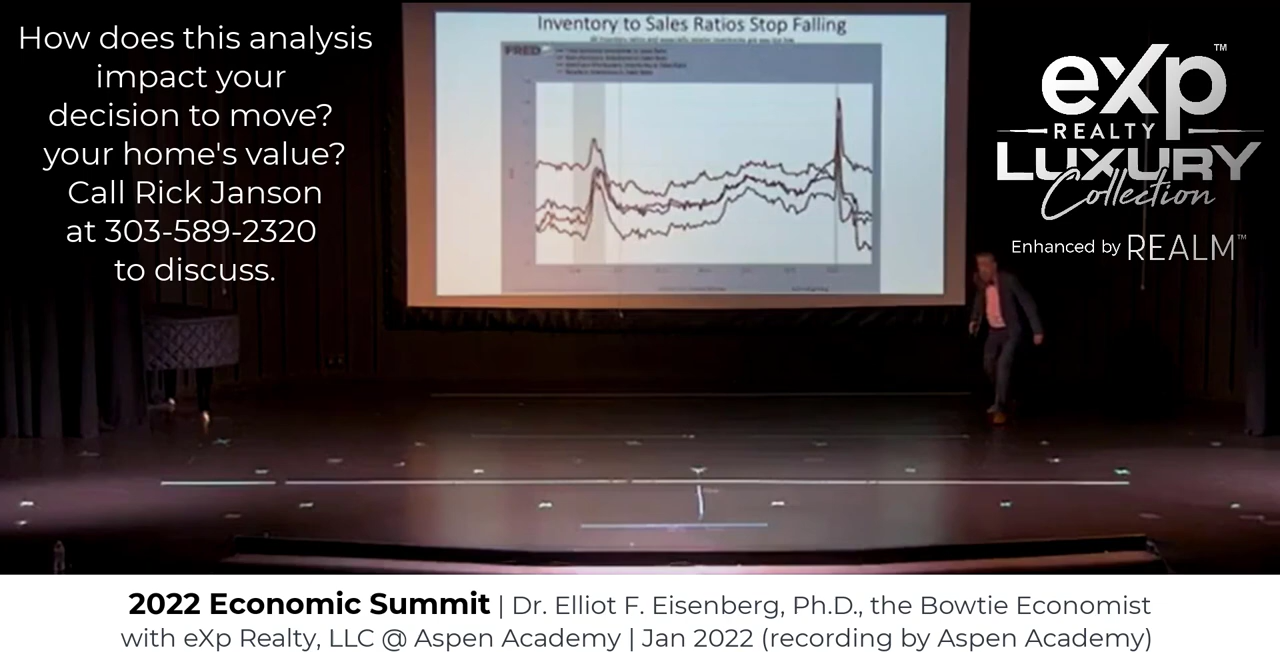 How does this analysis
impact your
decision to move?
your home's value?
Call Rick Janson
at 303-589-2320
to discuss.
Inventory to Sales Ratios Stop Falling
FRED
eXp™
REALTY
LUXURY
Collection
Enhanced by REALM™
2022 Economic Summit | Dr. Elliot F. Eisenberg, Ph.D., the Bowtie Economist
with eXp Realty, LLC @ Aspen Academy | Jan 2022 (recording by Aspen Academy)